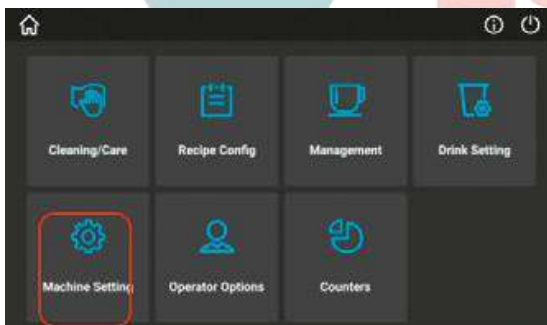 Cleaning/Care
Recipe Config
Management
Drink Setting
Machine Setting
Operator Options
Counters